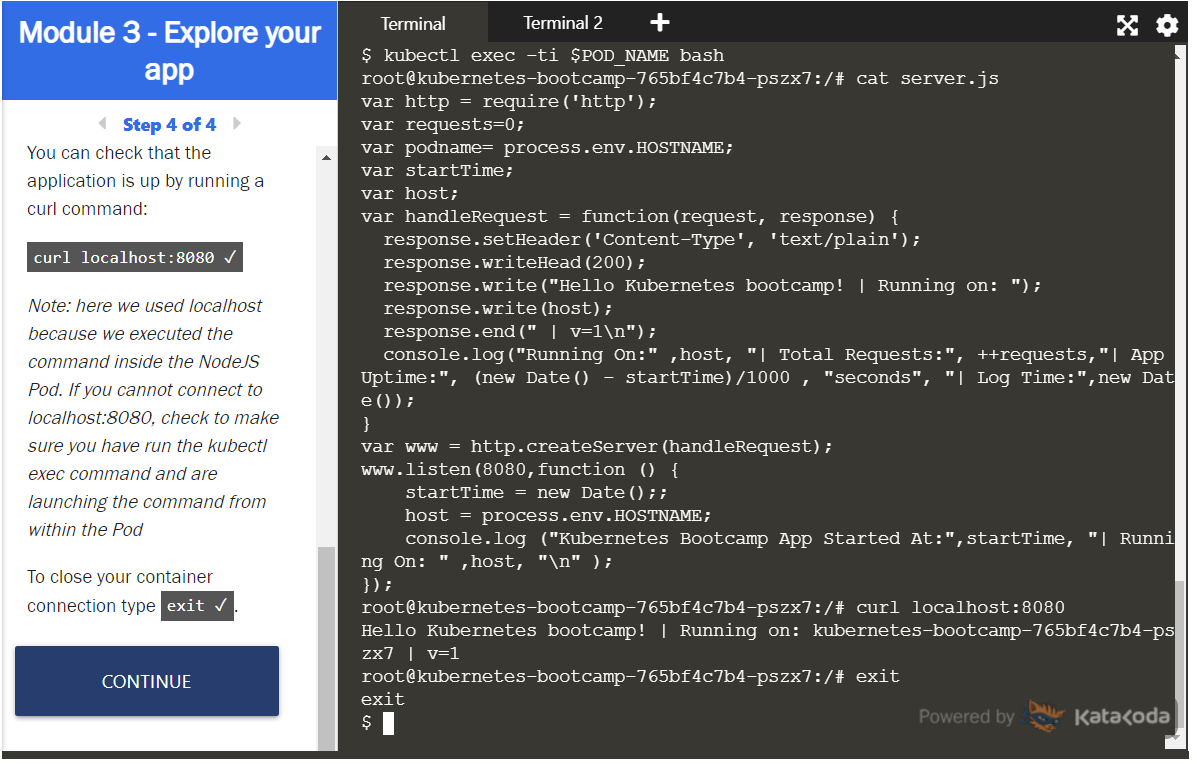 Module 3 - Explore your
app
Step 4 of 4
You can check that the
application is up by running a
curl command:
curl localhost:8080 ✓
Note: here we used localhost
because we executed the
command inside the NodeJS
Pod. If you cannot connect to
localhost:8080, check to make
sure you have run the kubectl
exec command and are
launching the command from
within the Pod
To close your container
connection type exit ✓.
CONTINUE
Terminal
Terminal 2
+
$ kubectl exec -ti $POD_NAME bash
root@kubernetes-bootcamp-765bf4c7b4-pszx7:/# cat server.js
var http = require('http');
var requests=0;
var podname= process.env.HOSTNAME;
var startTime;
var host;
var handleRequest = function(request, response) {
  response.setHeader('Content-Type', 'text/plain');
  response.writeHead(200);
  response.write("Hello Kubernetes bootcamp! | Running on: ");
  response.write(host);
  response.end(" | v=1\n");
  console.log("Running On:" ,host, "| Total Requests:", ++requests,"| App
Uptime:", (new Date() - startTime)/1000 , "seconds", "| Log Time:",new Dat
e());
}
var www = http.createServer(handleRequest);
www.listen(8080,function () {
    startTime = new Date();;
    host = process.env.HOSTNAME;
    console.log ("Kubernetes Bootcamp App Started At:",startTime, "| Runni
ng On: " ,host, "\n" );
});
root@kubernetes-bootcamp-765bf4c7b4-pszx7:/# curl localhost:8080
Hello Kubernetes bootcamp! | Running on: kubernetes-bootcamp-765bf4c7b4-ps
zx7 | v=1
root@kubernetes-bootcamp-765bf4c7b4-pszx7:/# exit
exit
$
Powered by Katacoda